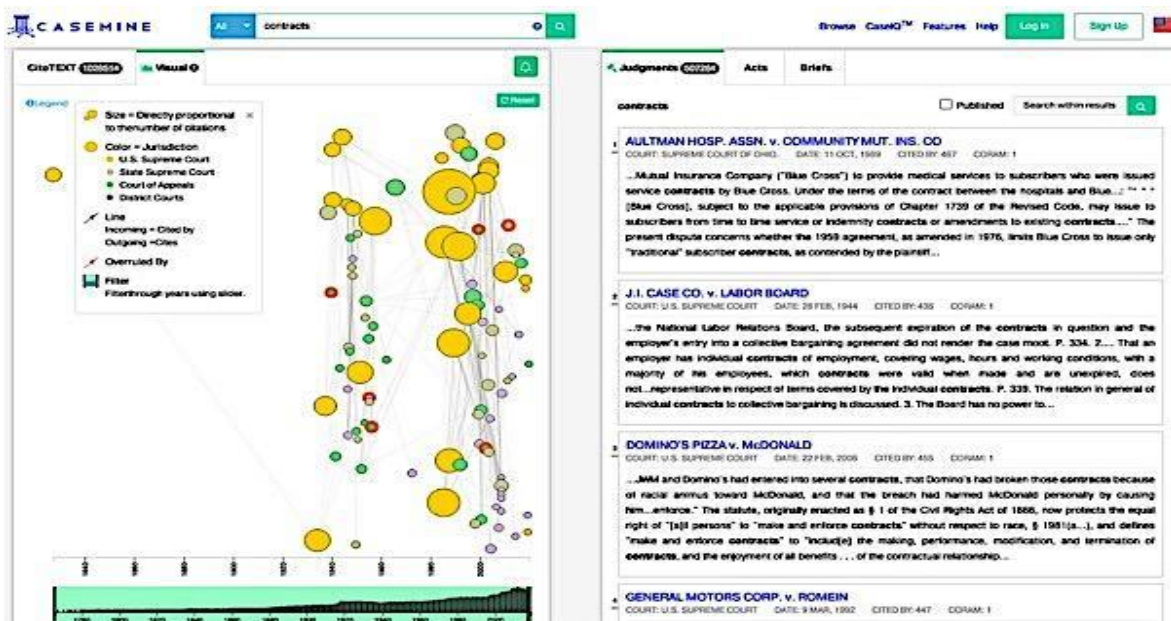 CASEMINE
All
contracts
Browse CaseIQ™ Features Help Log In Sign Up
CiteTEXT
Visual
Legend
Reset
Size = Directly proportional
to thenumber of citations
Color = Jurisdiction
U.S. Supreme Court
State Supreme Court
Court of Appeals
District Courts
Line
Incoming = Cited by
Outgoing =Cites
Overruled By
Filter
Filterthrough years using slider.
Judgments Acts Briefs
contracts
Published Search within results
AULTMAN HOSP. ASSN. v. COMMUNITY MUT. INS. CO
COURT: SUPREME COURT OF OHIO. DATE: 11 OCT, 1989 CITED BY: 457 CORAM: 1
...Mutual Insurance Company ("Blue Cross") to provide medical services to subscribers who were issued
service contracts by Blue Cross. Under the terms of the contract between the hospitals and Blue...: "* * *
[Blue Cross], subject to the applicable provisions of Chapter 1739 of the Revised Code, may issue to
subscribers from time to time service or indemnity contracts or amendments to existing contracts...." The
present dispute concerns whether the 1959 agreement, as amended in 1976, limits Blue Cross to issue only
"traditional" subscriber contracts, as contended by the plaintiff...
J.I. CASE CO. v. LABOR BOARD
COURT: U.S. SUPREME COURT DATE: 28 FEB, 1944 CITED BY: 456 CORAM: 1
...the National Labor Relations Board, the subsequent expiration of the contracts in question and the
employer's entry into a collective bargaining agreement did not render the case moot. P. 334. 2.... That an
employer has individual contracts of employment, covering wages, hours and working conditions, with a
majority of his employees, which contracts were valid when made and are unexpired, does
not...representative in respect of terms covered by the individual contracts. P. 339. The relation in general of
individual contracts to collective bargaining is discussed. 3. The Board has no power to...
DOMINO'S PIZZA v. McDONALD
COURT: U.S. SUPREME COURT DATE: 22 FEB, 2006 CITED BY: 455 CORAM: 1
...JWM and Domino's had entered into several contracts, that Domino's had broken those contracts because
of racial animus toward McDonald, and that the breach had harmed McDonald personally by causing
him...enforce." The statute, originally enacted as § 1 of the Civil Rights Act of 1866, now protects the equal
right of "[a]ll persons" to "make and enforce contracts" without respect to race, § 1981(a...), and defines
"make and enforce contracts" to "includ[e] the making, performance, modification, and termination of
contracts, and the enjoyment of all benefits . . . of the contractual relationship...
GENERAL MOTORS CORP. v. ROMEIN
COURT: U.S. SUPREME COURT DATE: 9 MAR, 1992 CITED BY: 447 CORAM: 1